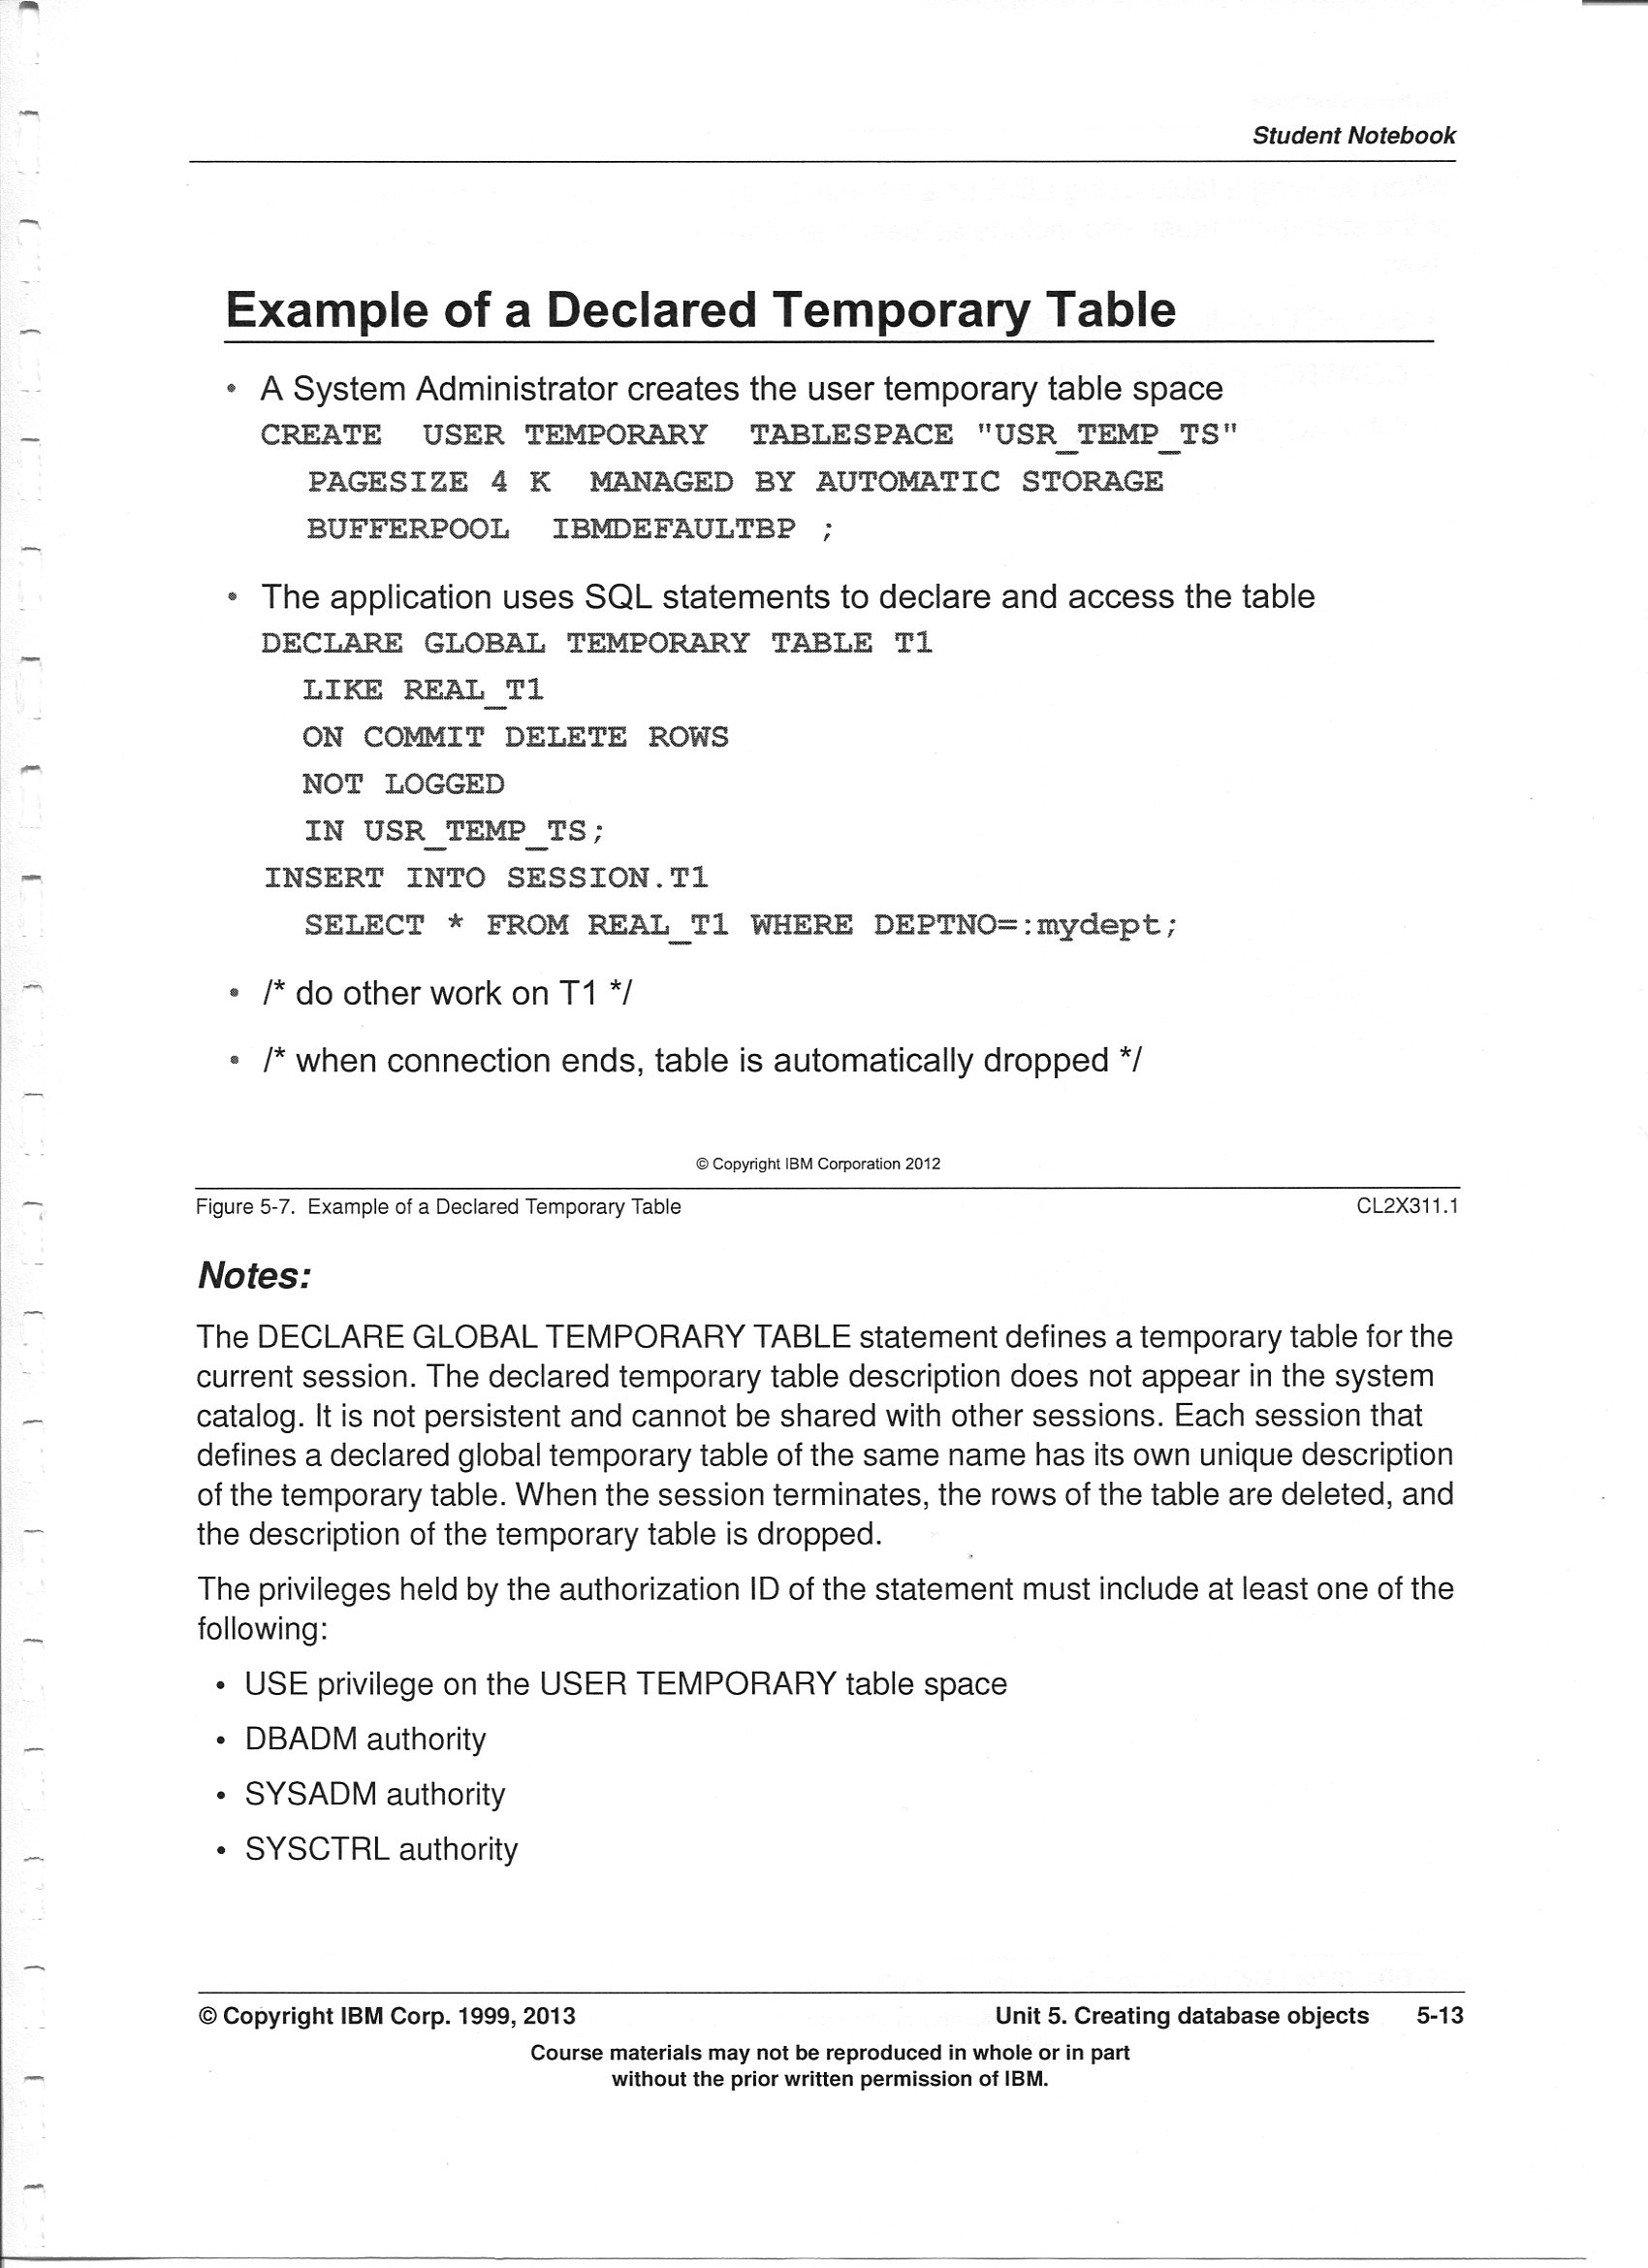 Student Notebook
Example of a Declared Temporary Table
• A System Administrator creates the user temporary table space
CREATE USER TEMPORARY TABLESPACE "USR_TEMP_TS"
PAGESIZE 4 K MANAGED BY AUTOMATIC STORAGE
BUFFERPOOL IBMDEFAULTBP ;
• The application uses SQL statements to declare and access the table
DECLARE GLOBAL TEMPORARY TABLE T1
LIKE REAL_T1
ON COMMIT DELETE ROWS
NOT LOGGED
IN USR_TEMP_TS;
INSERT INTO SESSION.T1
SELECT * FROM REAL_T1 WHERE DEPTNO=:mydept;
• /* do other work on T1 */
• /* when connection ends, table is automatically dropped */
© Copyright IBM Corporation 2012
Figure 5-7. Example of a Declared Temporary Table CL2X311.1
Notes:
The DECLARE GLOBAL TEMPORARY TABLE statement defines a temporary table for the
current session. The declared temporary table description does not appear in the system
catalog. It is not persistent and cannot be shared with other sessions. Each session that
defines a declared global temporary table of the same name has its own unique description
of the temporary table. When the session terminates, the rows of the table are deleted, and
the description of the temporary table is dropped.
The privileges held by the authorization ID of the statement must include at least one of the
following:
• USE privilege on the USER TEMPORARY table space
• DBADM authority
• SYSADM authority
• SYSCTRL authority
© Copyright IBM Corp. 1999, 2013 Unit 5. Creating database objects 5-13
Course materials may not be reproduced in whole or in part
without the prior written permission of IBM.